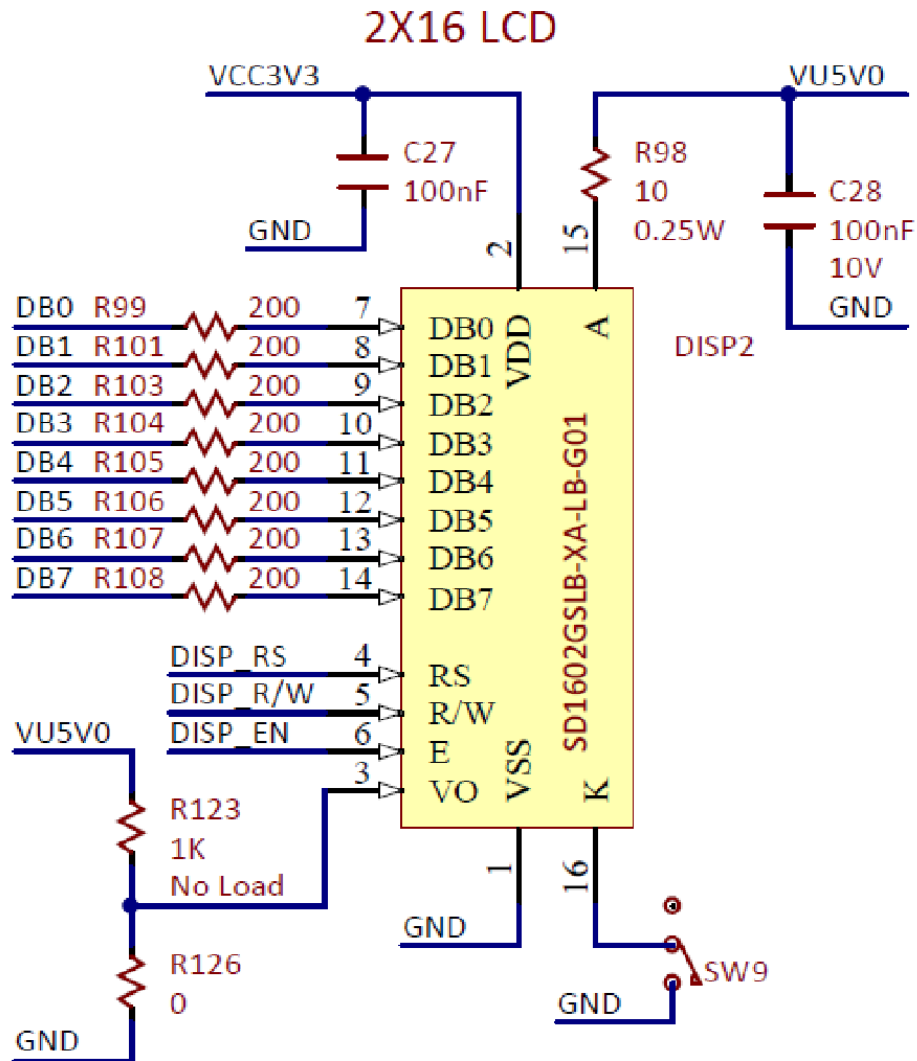 2X16 LCD
VCC3V3
VU5V0
C27
100nF
GND
R98
10
0.25W
C28
100nF
10V
GND
2
15
DISP2
DB0 R99 200 7 DB0
DB1 R101 200 8 DB1
DB2 R103 200 9 DB2
DB3 R104 200 10 DB3
DB4 R105 200 11 DB4
DB5 R106 200 12 DB5
DB6 R107 200 13 DB6
DB7 R108 200 14 DB7
VDD
A
SD1602GSLB-XA-LB-G01
DISP_RS 4 RS
DISP_R/W 5 R/W
DISP_EN 6 E
3 VO
VSS
K
VU5V0
R123
1K
No Load
R126
0
GND
1
16
GND
SW9
GND